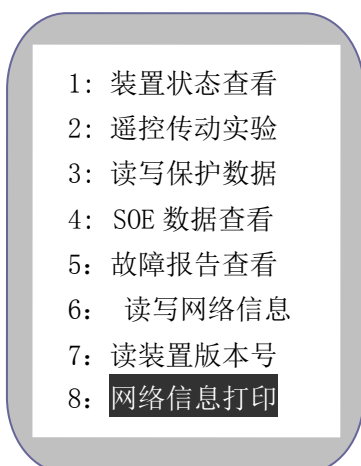 1: 装置状态查看
2: 遥控传动实验
3: 读写保护数据
4: SOE 数据查看
5: 故障报告查看
6: 读写网络信息
7: 读装置版本号
8: 网络信息打印